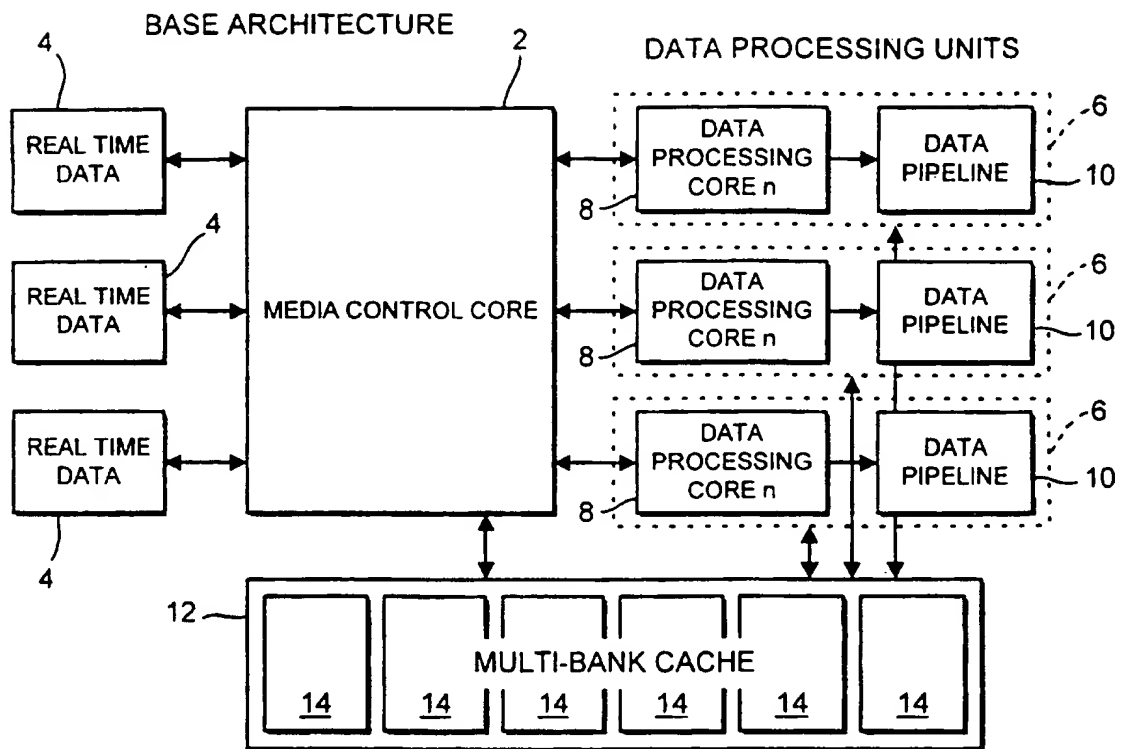 BASE ARCHITECTURE
DATA PROCESSING UNITS
4
2
REAL TIME
DATA
MEDIA CONTROL CORE
DATA
PROCESSING
CORE n
DATA
PIPELINE
6
8
10
4
REAL TIME
DATA
DATA
PROCESSING
CORE n
DATA
PIPELINE
6
8
10
REAL TIME
DATA
DATA
PROCESSING
CORE n
DATA
PIPELINE
6
8
10
4
12
MULTI-BANK CACHE
14
14
14
14
14
14